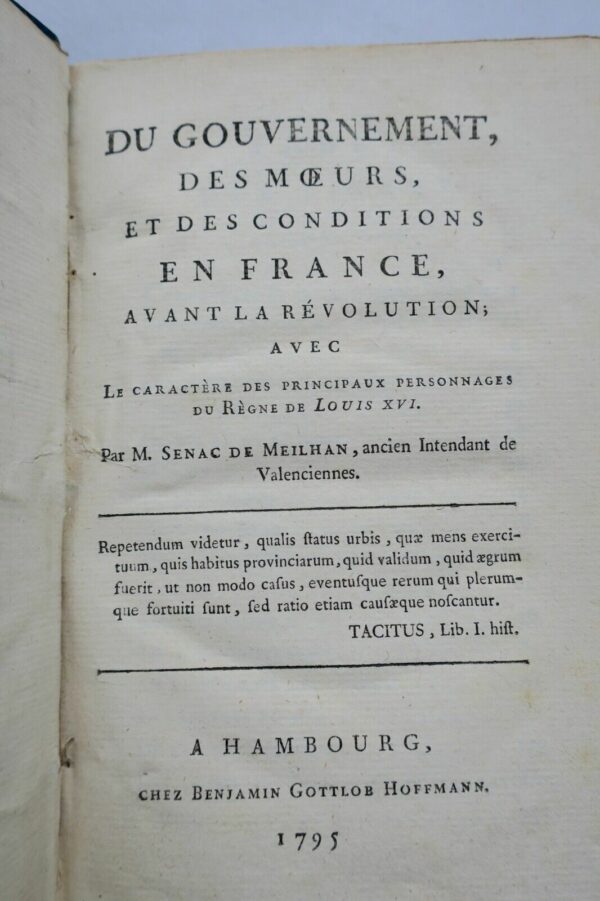 DU GOUVERNEMENT,
DES MŒURS,
ET DES CONDITIONS
EN FRANCE,
AVANT LA RÉVOLUTION;
AVEC
LE CARACTÈRE DES PRINCIPAUX PERSONNAGES
DU RÈGNE DE LOUIS XVI.
Par M. SENAC DE MEILHAN, ancien Intendant de
Valenciennes.
Repetendum videtur, qualis ſtatus urbis, quæ mens exerci-
tuum, quis habitus provinciarum, quid validum, quid ægrum
fuerit, ut non modo caſus, eventuſque rerum qui plerum-
que fortuiti ſunt, ſed ratio etiam cauſæque noſcantur.
TACITUS, Lib. I. hiſt.
A HAMBOURG,
CHEZ BENJAMIN GOTTLOB HOFFMANN.
1795